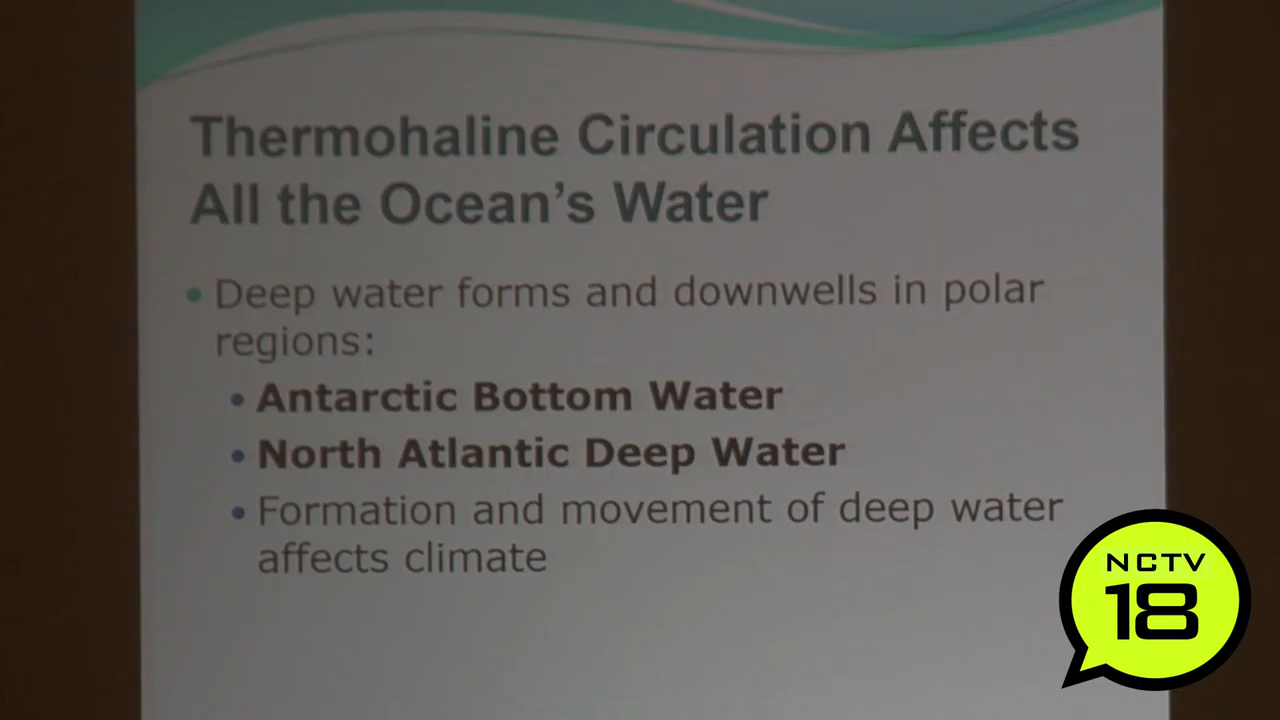 Thermohaline Circulation Affects
All the Ocean's Water
Deep water forms and downwells in polar
regions:
Antarctic Bottom Water
North Atlantic Deep Water
Formation and movement of deep water
affects climate
NCTV
18